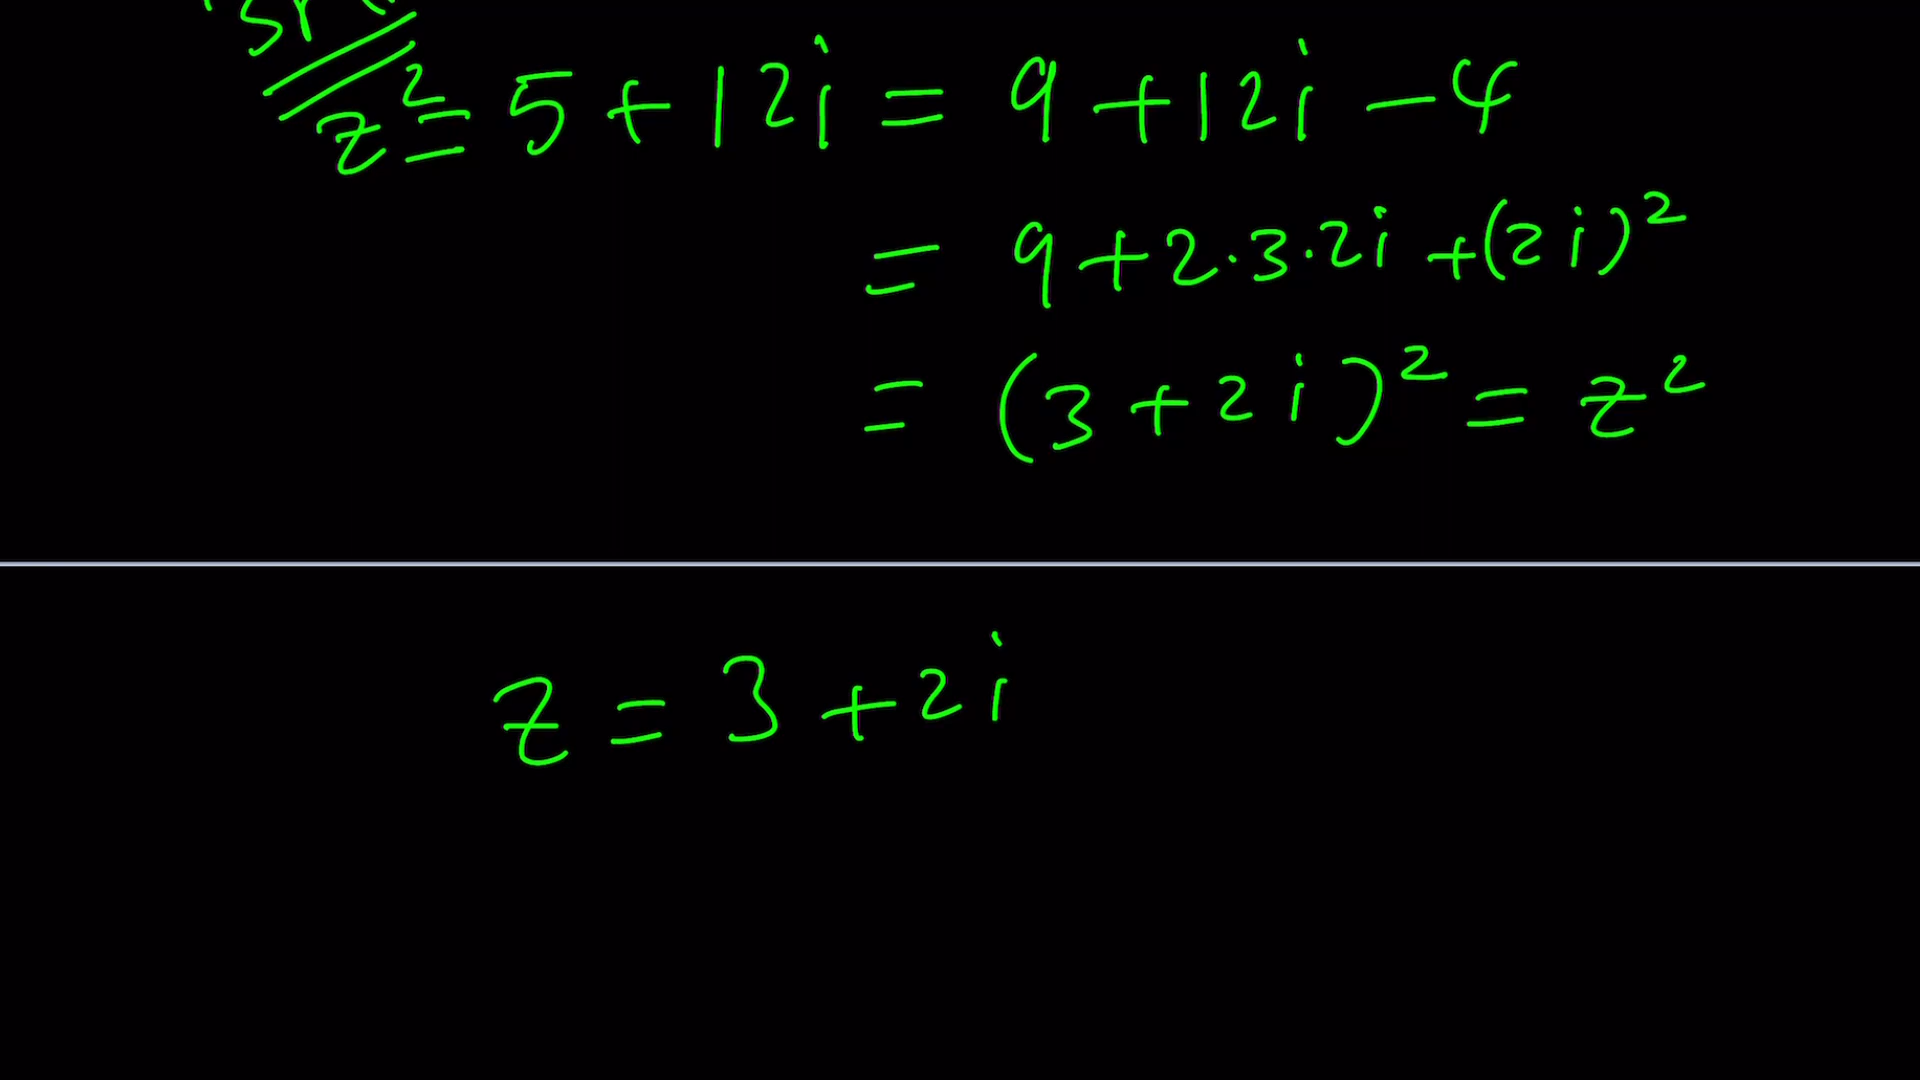 z² = 5 + 12i = 9 + 12i - 4
= 9 + 2·3·2i + (2i)²
= (3 + 2i)² = z²
z = 3 + 2i